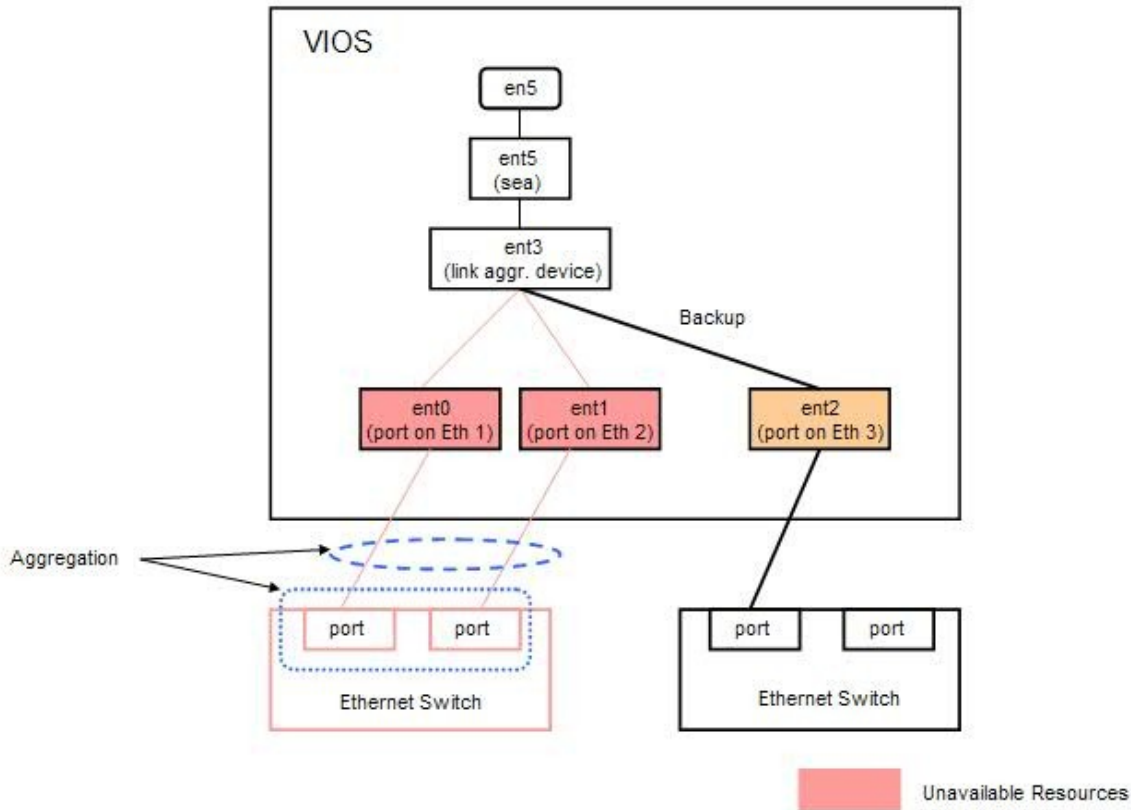 VIOS
en5
ent5
(sea)
ent3
(link aggr. device)
Backup
ent0
(port on Eth 1)
ent1
(port on Eth 2)
ent2
(port on Eth 3)
Aggregation
port
port
port
port
Ethernet Switch
Ethernet Switch
Unavailable Resources